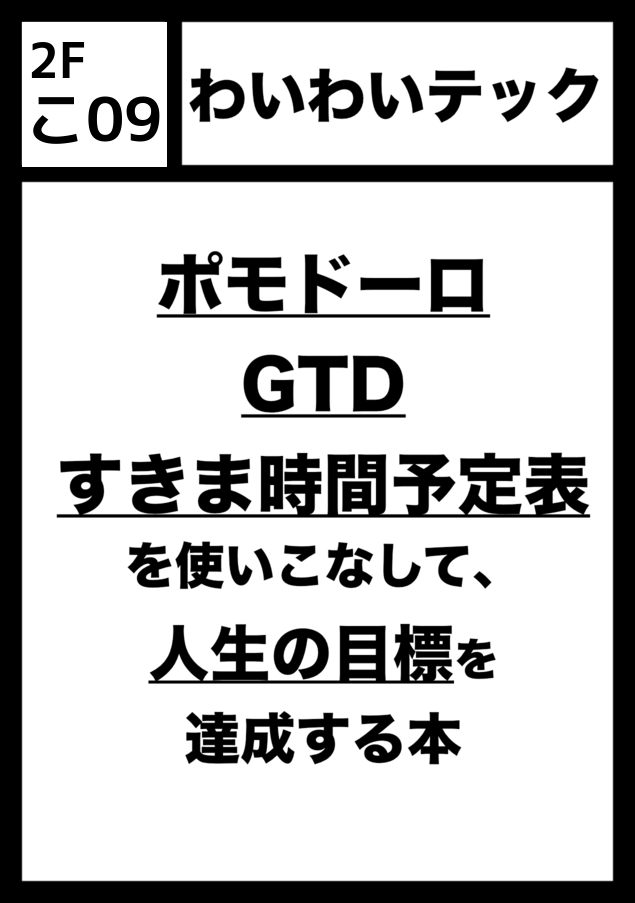 2F
こ09
わいわいテック
ポモドーロ
GTD
すきま時間予定表
を使いこなして、
人生の目標を
達成する本